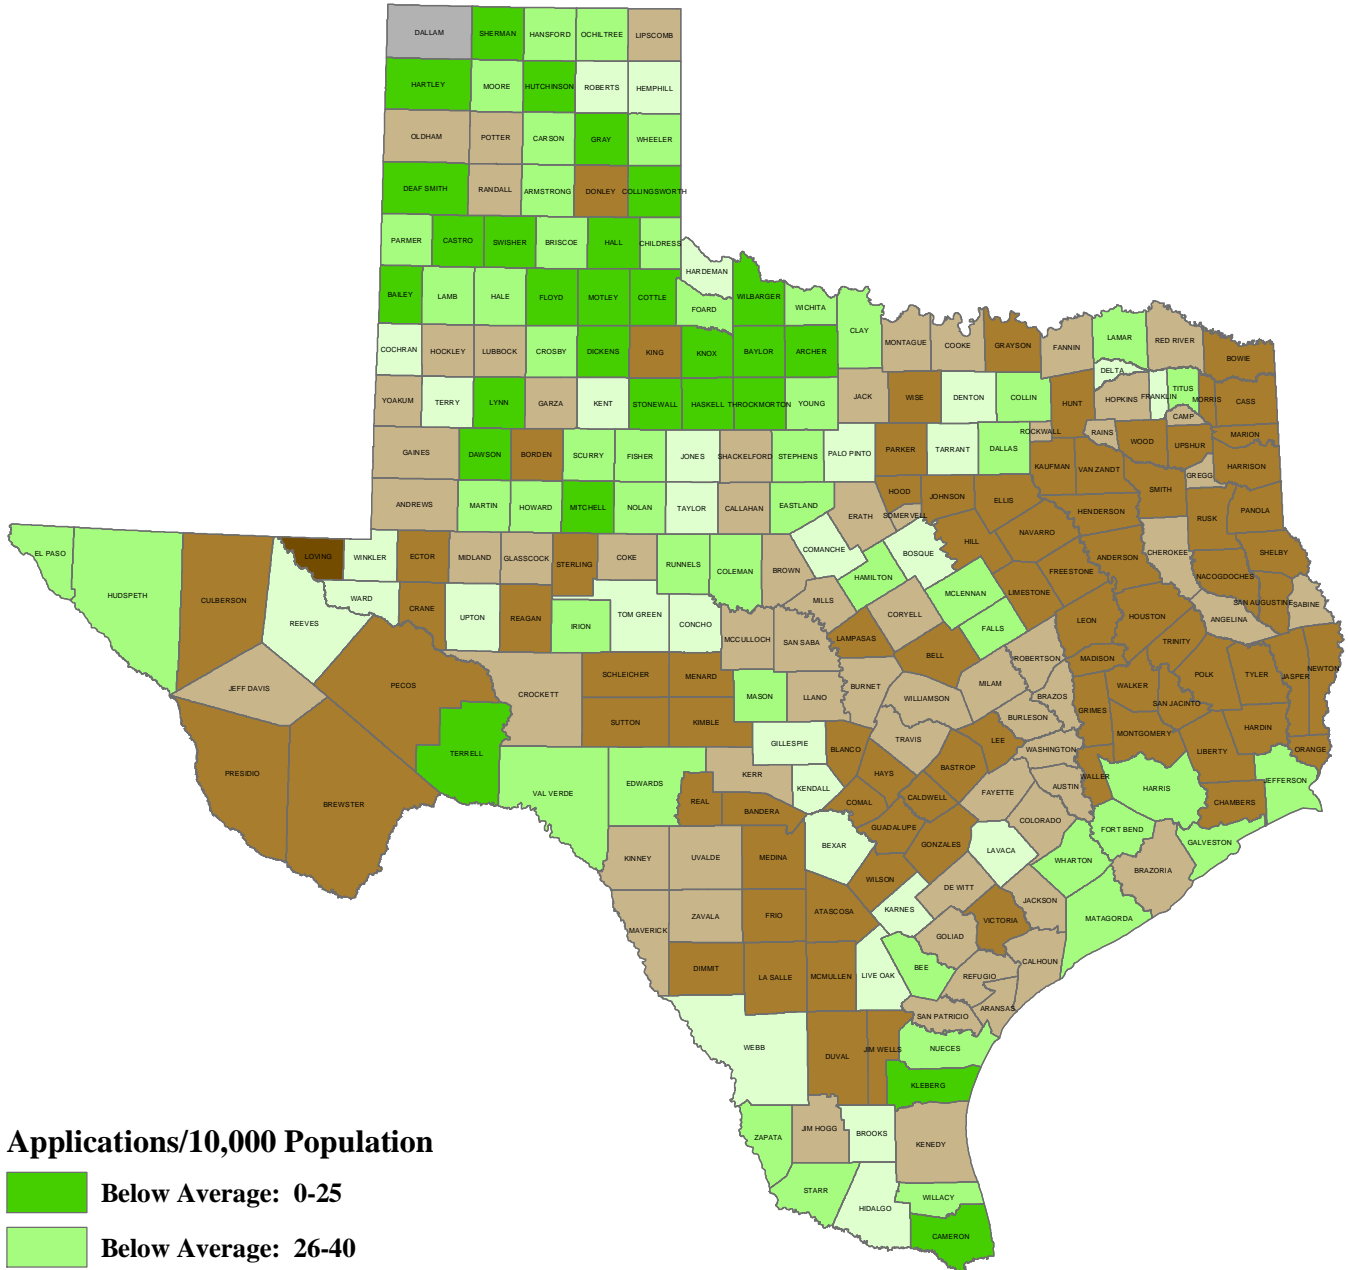 DALLAM SHERMAN HANSFORD OCHILTREE LIPSCOMB
HARTLEY MOORE HUTCHINSON ROBERTS HEMPHILL
OLDHAM POTTER CARSON GRAY WHEELER
DEAF SMITH RANDALL ARMSTRONG DONLEY COLLINGSWORTH
PARMER CASTRO SWISHER BRISCOE HALL CHILDRESS
HARDEMAN
BAILEY LAMB HALE FLOYD MOTLEY COTTLE FOARD WILBARGER WICHITA
CLAY
COCHRAN HOCKLEY LUBBOCK CROSBY DICKENS KING KNOX BAYLOR ARCHER MONTAGUE COOKE GRAYSON FANNIN LAMAR RED RIVER BOWIE
DELTA
YOAKUM TERRY LYNN GARZA KENT STONEWALL HASKELL THROCKMORTON YOUNG JACK WISE DENTON COLLIN HUNT HOPKINS FRANKLIN TITUS MORRIS CASS
CAMP
GAINES DAWSON BORDEN SCURRY FISHER JONES SHACKELFORD STEPHENS PALO PINTO PARKER TARRANT DALLAS ROCKWALL RAINS WOOD UPSHUR MARION
KAUFMAN VAN ZANDT GREGG HARRISON
ANDREWS MARTIN HOWARD MITCHELL NOLAN TAYLOR CALLAHAN EASTLAND ERATH HOOD SOMERVELL JOHNSON ELLIS HENDERSON SMITH RUSK PANOLA
EL PASO HUDSPETH CULBERSON LOVING WINKLER ECTOR MIDLAND GLASSCOCK STERLING COKE RUNNELS COLEMAN BROWN COMANCHE BOSQUE HILL NAVARRO ANDERSON CHEROKEE SHELBY
REEVES WARD CRANE UPTON REAGAN IRION TOM GREEN CONCHO MILLS HAMILTON CORYELL MCLENNAN LIMESTONE FREESTONE NACOGDOCHES SAN AUGUSTINE SABINE
MCCULLOCH SAN SABA LAMPASAS BELL FALLS LEON HOUSTON ANGELINA
JEFF DAVIS PECOS CROCKETT SCHLEICHER MENARD MASON LLANO BURNET WILLIAMSON MILAM ROBERTSON MADISON TRINITY WALKER POLK TYLER JASPER NEWTON
PRESIDIO BREWSTER TERRELL SUTTON KIMBLE GILLESPIE BLANCO TRAVIS BURLESON BRAZOS GRIMES SAN JACINTO MONTGOMERY HARDIN
LEE WASHINGTON LIBERTY ORANGE
VAL VERDE EDWARDS REAL KERR KENDALL HAYS BASTROP FAYETTE AUSTIN WALLER HARRIS CHAMBERS JEFFERSON
BANDERA COMAL CALDWELL COLORADO FORT BEND GALVESTON
KINNEY UVALDE MEDINA BEXAR GUADALUPE GONZALES LAVACA WHARTON BRAZORIA
WILSON DE WITT JACKSON MATAGORDA
MAVERICK ZAVALA FRIO ATASCOSA KARNES GOLIAD VICTORIA CALHOUN
DIMMIT LA SALLE MCMULLEN LIVE OAK BEE REFUGIO
ARANSAS
SAN PATRICIO
WEBB DUVAL JIM WELLS NUECES
KLEBERG
ZAPATA JIM HOGG BROOKS KENEDY
STARR HIDALGO WILLACY
CAMERON
Applications/10,000 Population
Below Average: 0-25
Below Average: 26-40